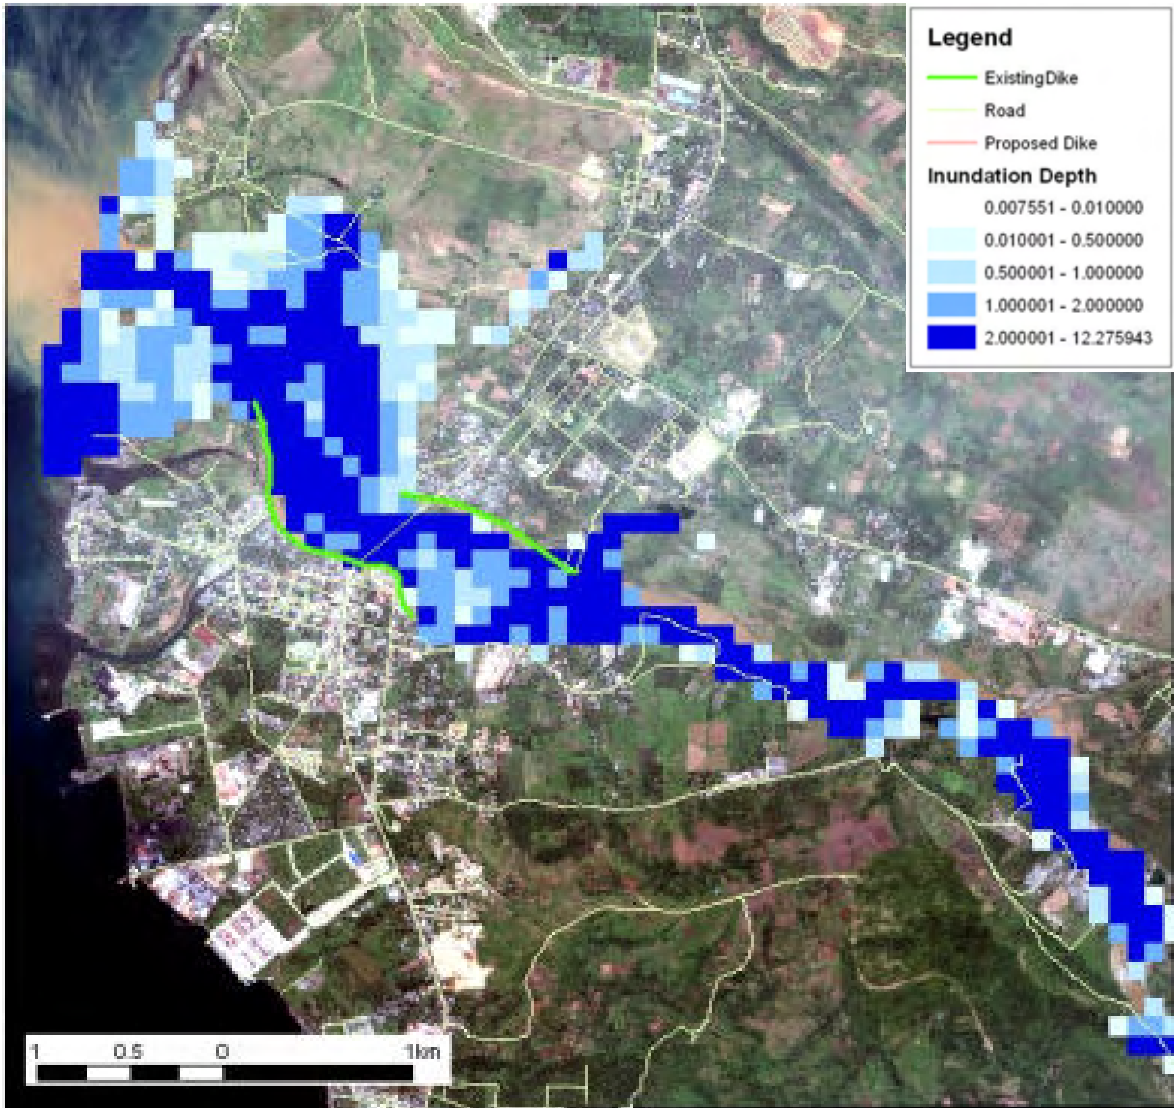 Legend
ExistingDike
Road
Proposed Dike
Inundation Depth
0.007551 - 0.010000
0.010001 - 0.500000
0.500001 - 1.000000
1.000001 - 2.000000
2.000001 - 12.275943
1 0.5 0 1km